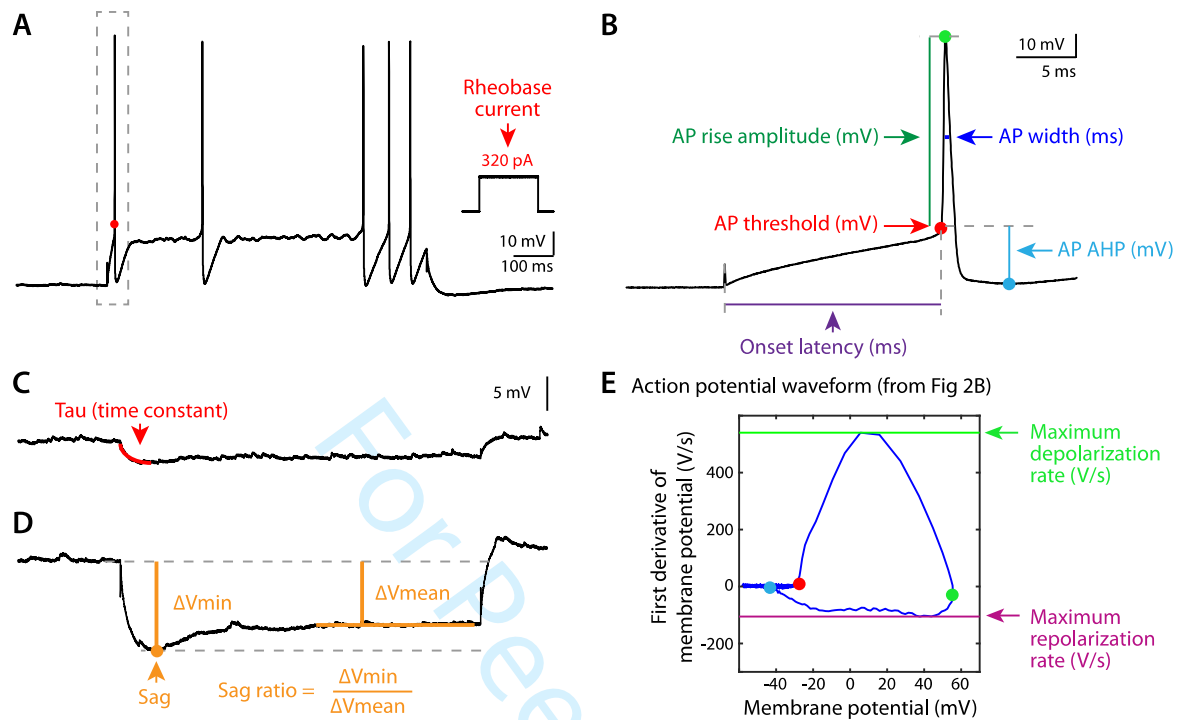 A
Rheobase
current
320 pA
10 mV
100 ms
B
10 mV
5 ms
AP rise amplitude (mV)
AP width (ms)
AP threshold (mV)
AP AHP (mV)
Onset latency (ms)
C
5 mV
Tau (time constant)
D
ΔVmin
ΔVmean
Sag
Sag ratio = ΔVmin
ΔVmean
E Action potential waveform (from Fig 2B)
First derivative of
membrane potential (V/s)
400
200
0
-200
-40 -20 0 20 40 60
Membrane potential (mV)
Maximum
depolarization
rate (V/s)
Maximum
repolarization
rate (V/s)
For Pee